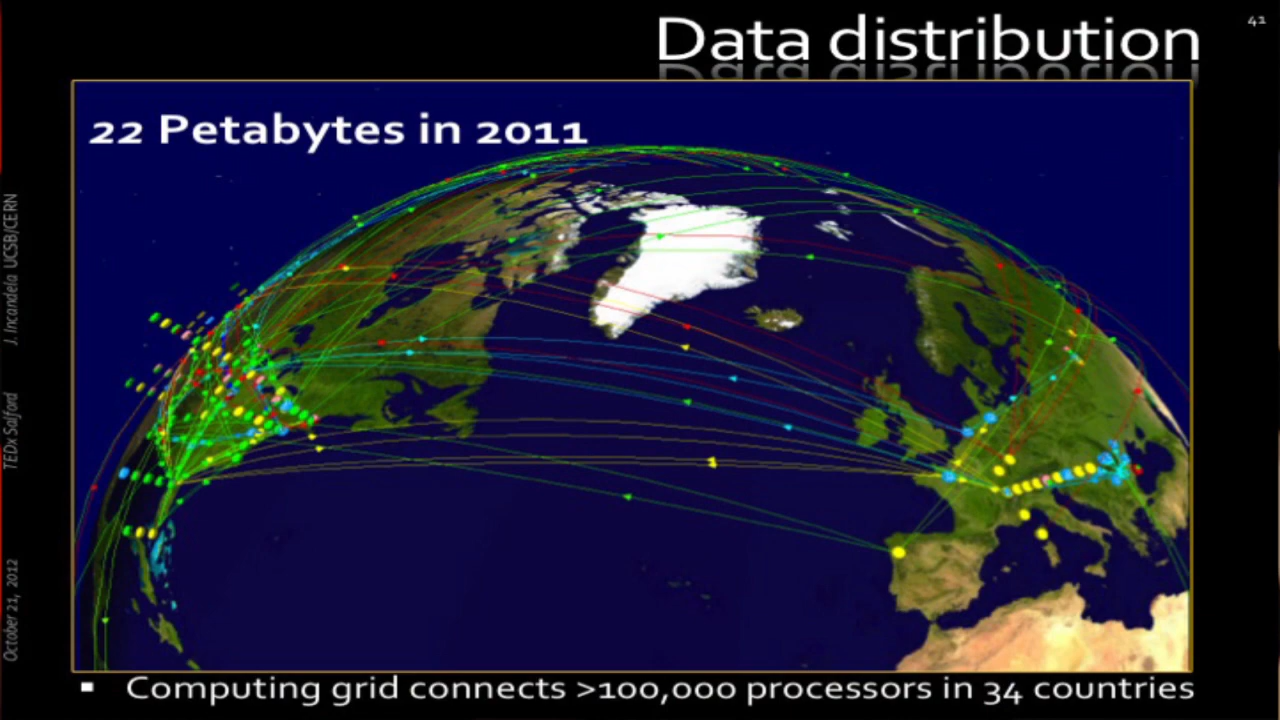 Data distribution
41
22 Petabytes in 2011
J. Incandela UCSB/CERN
TEDx Salford
October 21, 2012
▪ Computing grid connects >100,000 processors in 34 countries